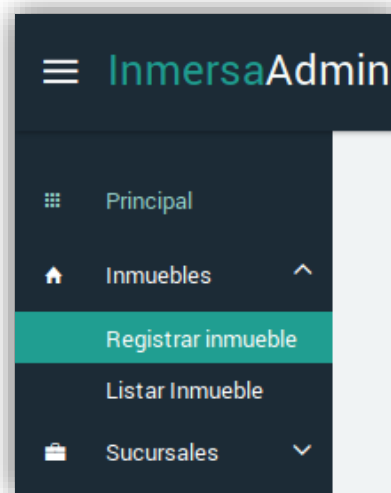 InmersaAdmin
Principal
Inmuebles
Registrar inmueble
Listar Inmueble
Sucursales